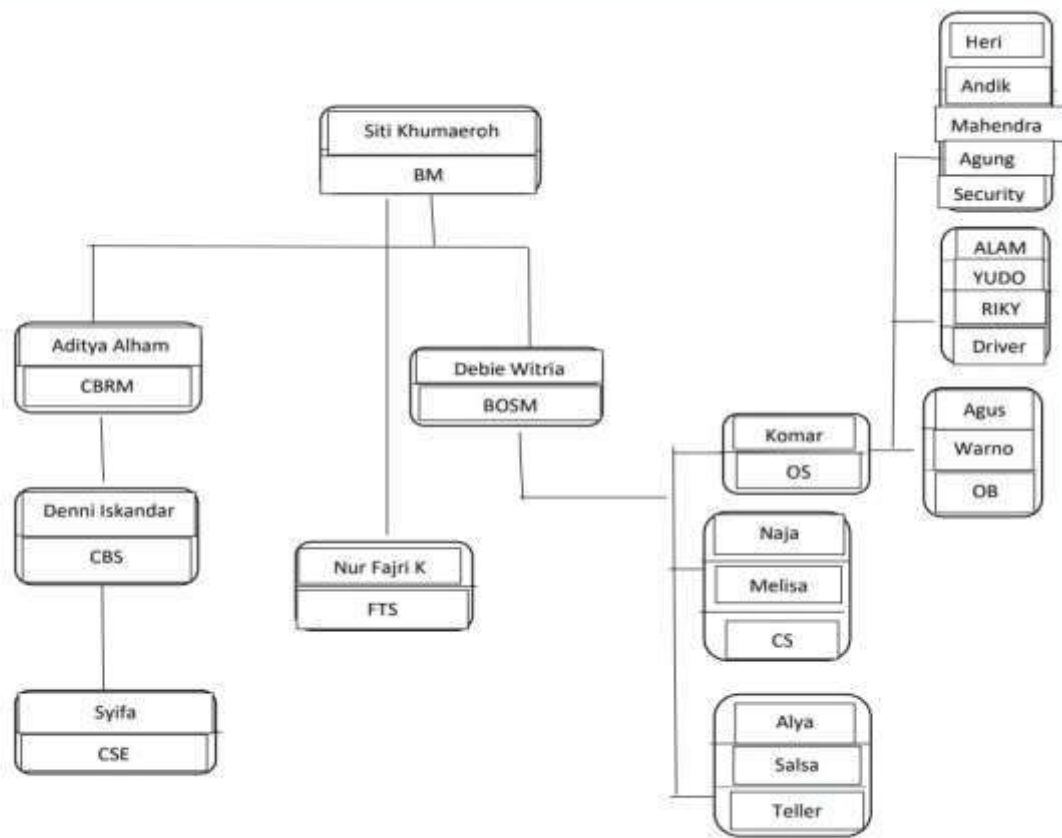 Siti Khumaeroh
BM
Aditya Alham
CBRM
Denni Iskandar
CBS
Syifa
CSE
Nur Fajri K
FTS
Debie Witria
BOSM
Komar
OS
Naja
Melisa
CS
Alya
Salsa
Teller
Heri
Andik
Mahendra
Agung
Security
ALAM
YUDO
RIKY
Driver
Agus
Warno
OB